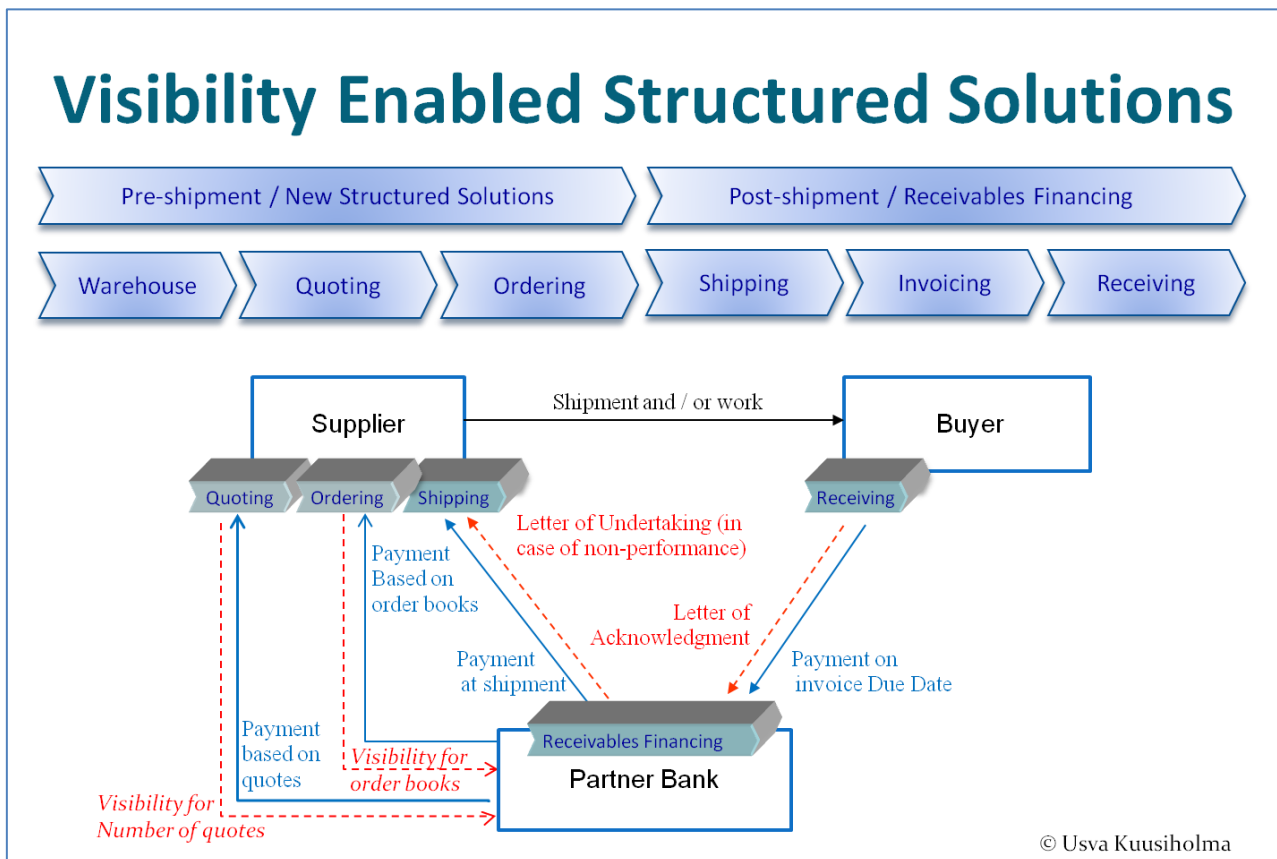 Visibility Enabled Structured Solutions
Pre-shipment / New Structured Solutions
Post-shipment / Receivables Financing
Warehouse
Quoting
Ordering
Shipping
Invoicing
Receiving
Supplier
Shipment and / or work
Buyer
Quoting
Ordering
Shipping
Receiving
Letter of Undertaking (in
case of non-performance)
Payment
Based on
order books
Letter of
Acknowledgment
Payment
at shipment
Payment on
invoice Due Date
Payment
based on
quotes
Visibility for
order books
Receivables Financing
Partner Bank
Visibility for
Number of quotes
© Usva Kuusiholma